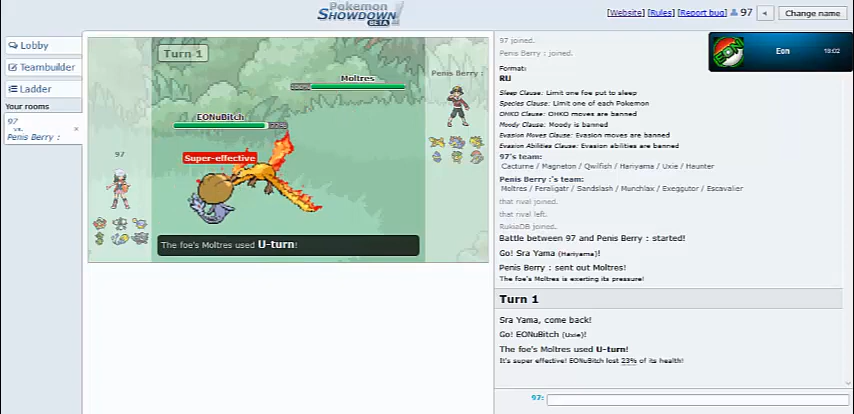 POKEMON
SHOWDOWN
BETA
[Website] [Rules] [Report bug] 97
Change name
Lobby
Teambuilder
Ladder
Your rooms
97
vs.
Penis Berry :
Turn 1
Moltres
100%
EONuBitch
77%
Super-effective
The foe's Moltres used U-turn!
97
Penis Berry :
Eon
18:02
97 joined.
Penis Berry : joined.
Format:
RU
Sleep Clause: Limit one foe put to sleep
Species Clause: Limit one of each Pokemon
OHKO Clause: OHKO moves are banned
Moody Clause: Moody is banned
Evasion Moves Clause: Evasion moves are banned
Evasion Abilities Clause: Evasion abilities are banned
97's team:
Cacturne / Magneton / Qwilfish / Hariyama / Uxie / Haunter
Penis Berry :'s team:
Moltres / Feraligatr / Sandslash / Munchlax / Exeggutor / Escavalier
that rival joined.
that rival left.
RukiaDB joined.
Battle between 97 and Penis Berry : started!
Go! Sra Yama (Hariyama)!
Penis Berry : sent out Moltres!
The foe's Moltres is exerting its pressure!
Turn 1
Sra Yama, come back!
Go! EONuBitch (Uxie)!
The foe's Moltres used U-turn!
It's super effective! EONuBitch lost 23% of its health!
97: